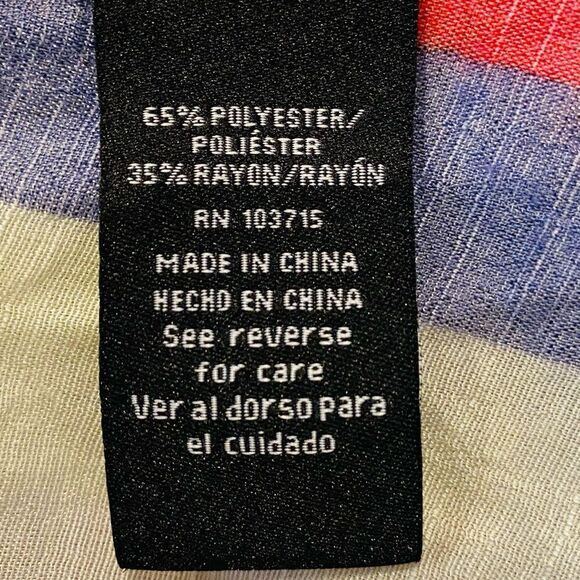 65% POLYESTER/
POLIÉSTER
35% RAYON/RAYÓN
RN 103715
MADE IN CHINA
HECHO EN CHINA
See reverse
for care
Ver al dorso para
el cuidado